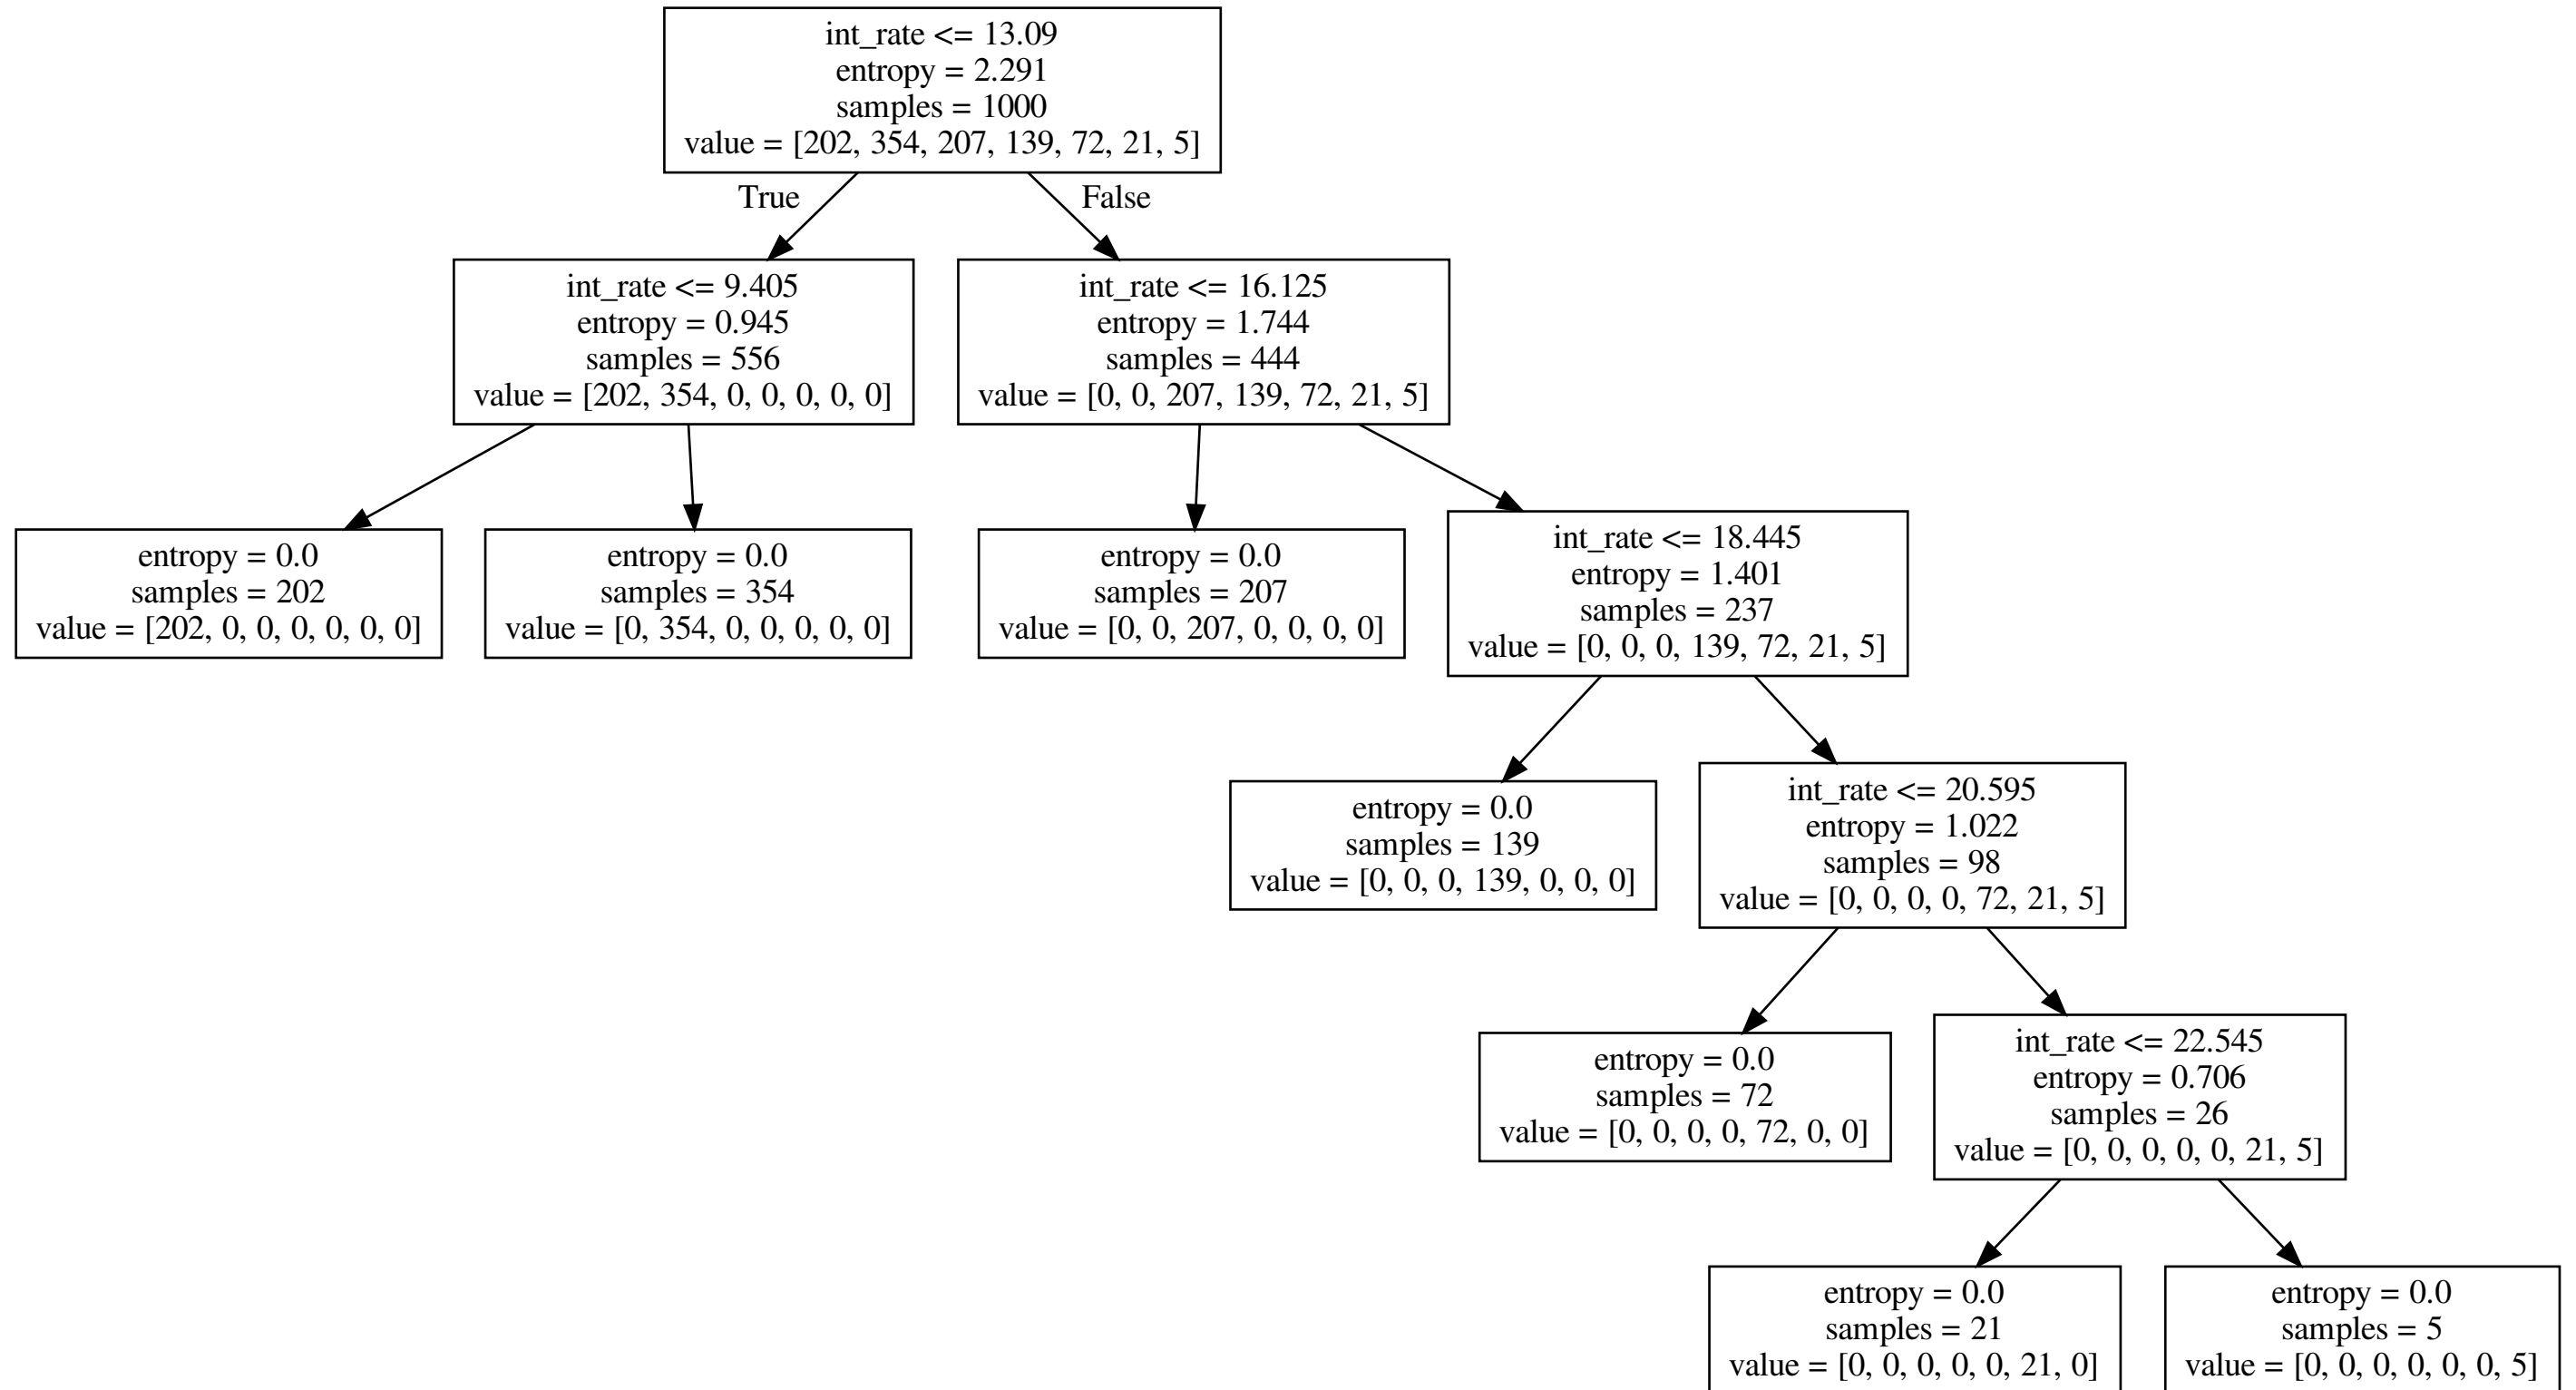 int_rate <= 13.09
entropy = 2.291
samples = 1000
value = [202, 354, 207, 139, 72, 21, 5]
True
False
int_rate <= 9.405
entropy = 0.945
samples = 556
value = [202, 354, 0, 0, 0, 0, 0]
int_rate <= 16.125
entropy = 1.744
samples = 444
value = [0, 0, 207, 139, 72, 21, 5]
entropy = 0.0
samples = 202
value = [202, 0, 0, 0, 0, 0, 0]
entropy = 0.0
samples = 354
value = [0, 354, 0, 0, 0, 0, 0]
entropy = 0.0
samples = 207
value = [0, 0, 207, 0, 0, 0, 0]
int_rate <= 18.445
entropy = 1.401
samples = 237
value = [0, 0, 0, 139, 72, 21, 5]
entropy = 0.0
samples = 139
value = [0, 0, 0, 139, 0, 0, 0]
int_rate <= 20.595
entropy = 1.022
samples = 98
value = [0, 0, 0, 0, 72, 21, 5]
entropy = 0.0
samples = 72
value = [0, 0, 0, 0, 72, 0, 0]
int_rate <= 22.545
entropy = 0.706
samples = 26
value = [0, 0, 0, 0, 0, 21, 5]
entropy = 0.0
samples = 21
value = [0, 0, 0, 0, 0, 21, 0]
entropy = 0.0
samples = 5
value = [0, 0, 0, 0, 0, 0, 5]